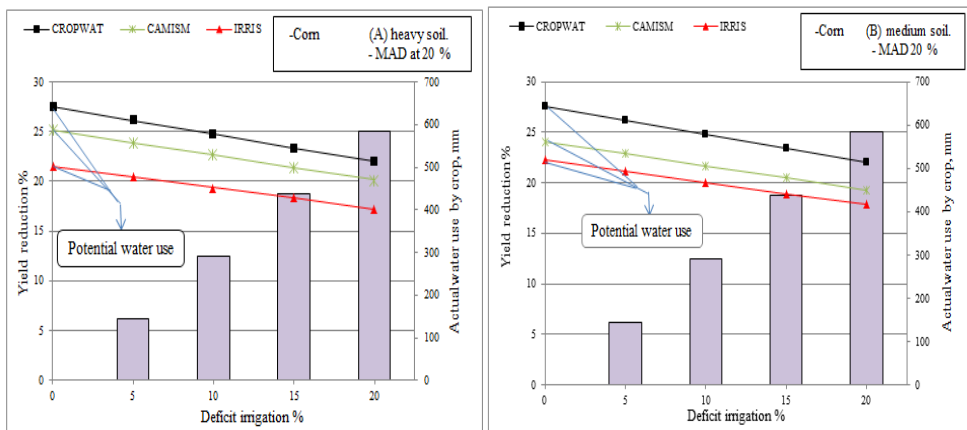 CROPWAT CAMISM IRRIS
-Corn (A) heavy soil.
- MAD at 20 %
30
25
20
15
10
5
0
Yield reduction %
700
600
500
400
300
200
100
0
Actual water use by crop, mm
Potential water use
0 5 10 15 20
Deficit irrigation %
CROPWAT CAMISM IRRIS
-Corn (B) medium soil.
- MAD 20 %
30
25
20
15
10
5
0
Yield reduction %
700
600
500
400
300
200
100
0
Actual water use by crop, mm
Potential water use
0 5 10 15 20
Deficit irrigation %